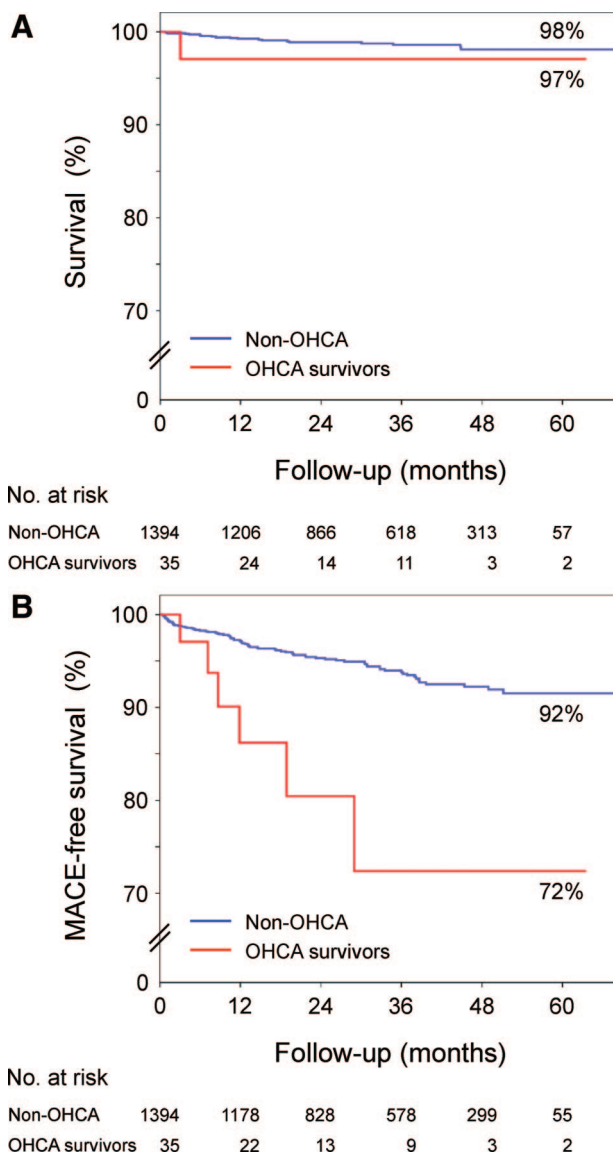 A
100
90
80
70
0
Survival (%)
98%
97%
Non-OHCA
OHCA survivors
0 12 24 36 48 60
Follow-up (months)
No. at risk
Non-OHCA 1394 1206 866 618 313 57
OHCA survivors 35 24 14 11 3 2
B
100
90
80
70
0
MACE-free survival (%)
92%
72%
Non-OHCA
OHCA survivors
0 12 24 36 48 60
Follow-up (months)
No. at risk
Non-OHCA 1394 1178 828 578 299 55
OHCA survivors 35 22 13 9 3 2